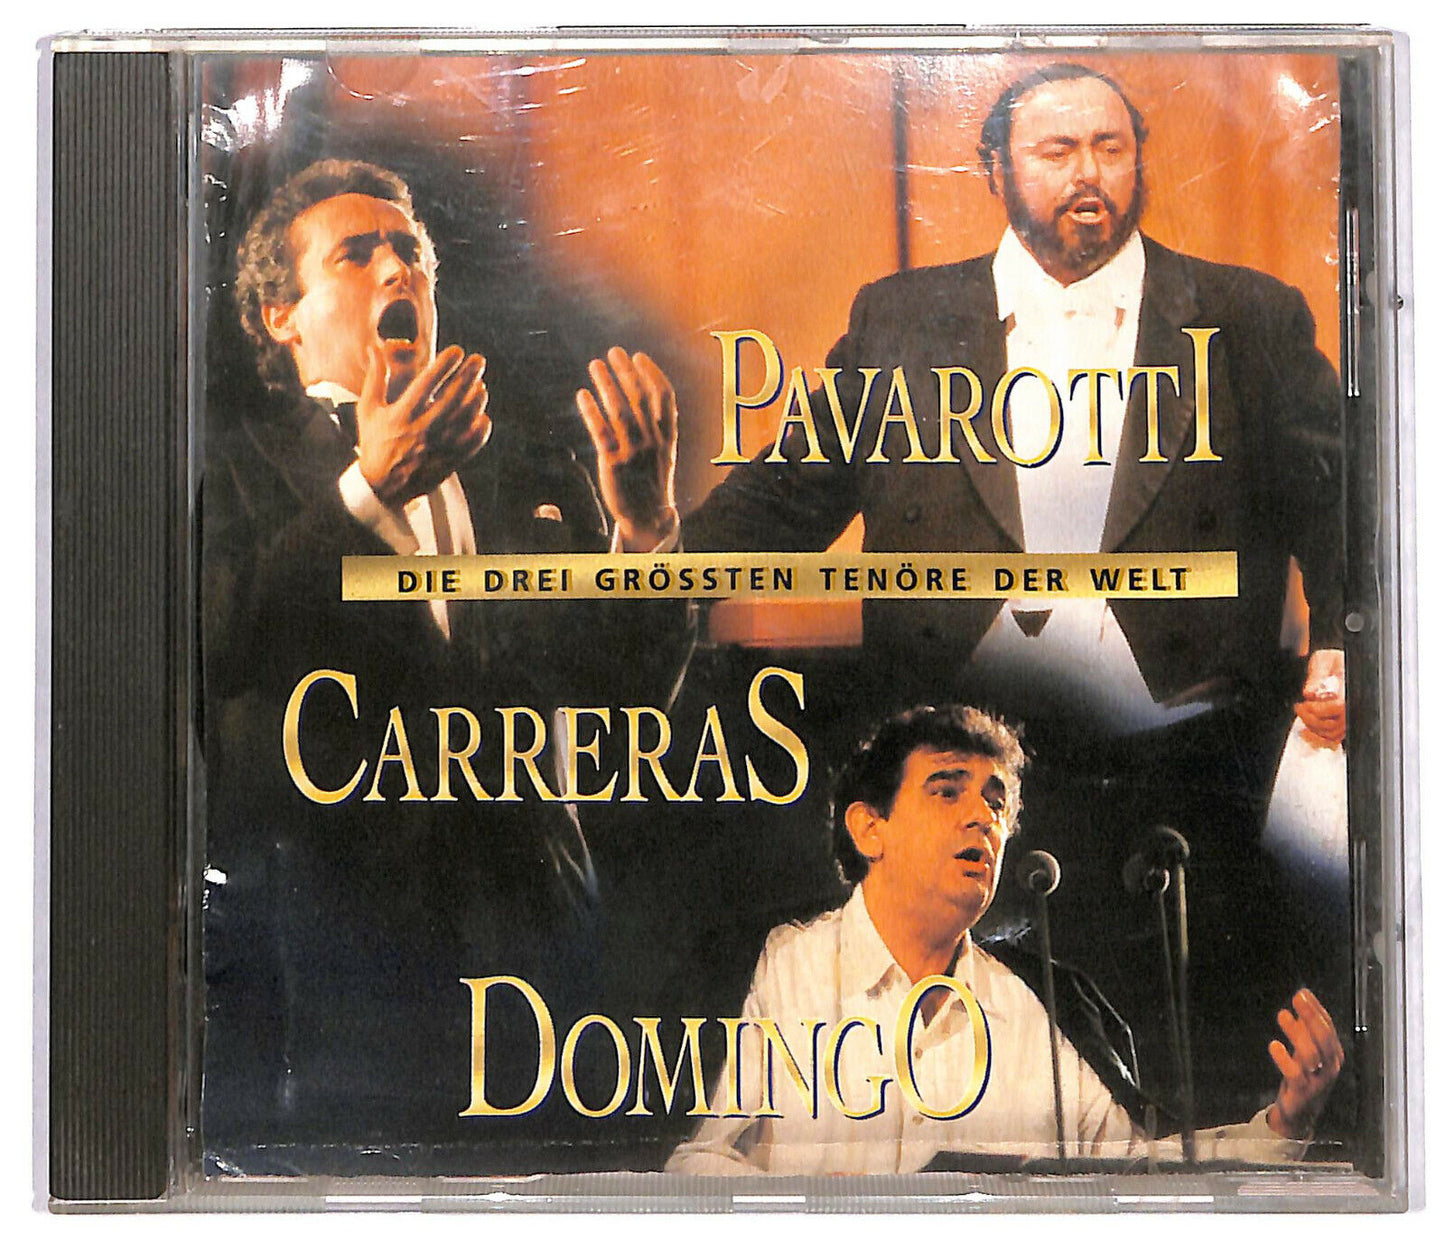 PAVAROTTI
DIE DREI GRÖSSTEN TENÖRE DER WELT
CARRERAS
DOMINGO